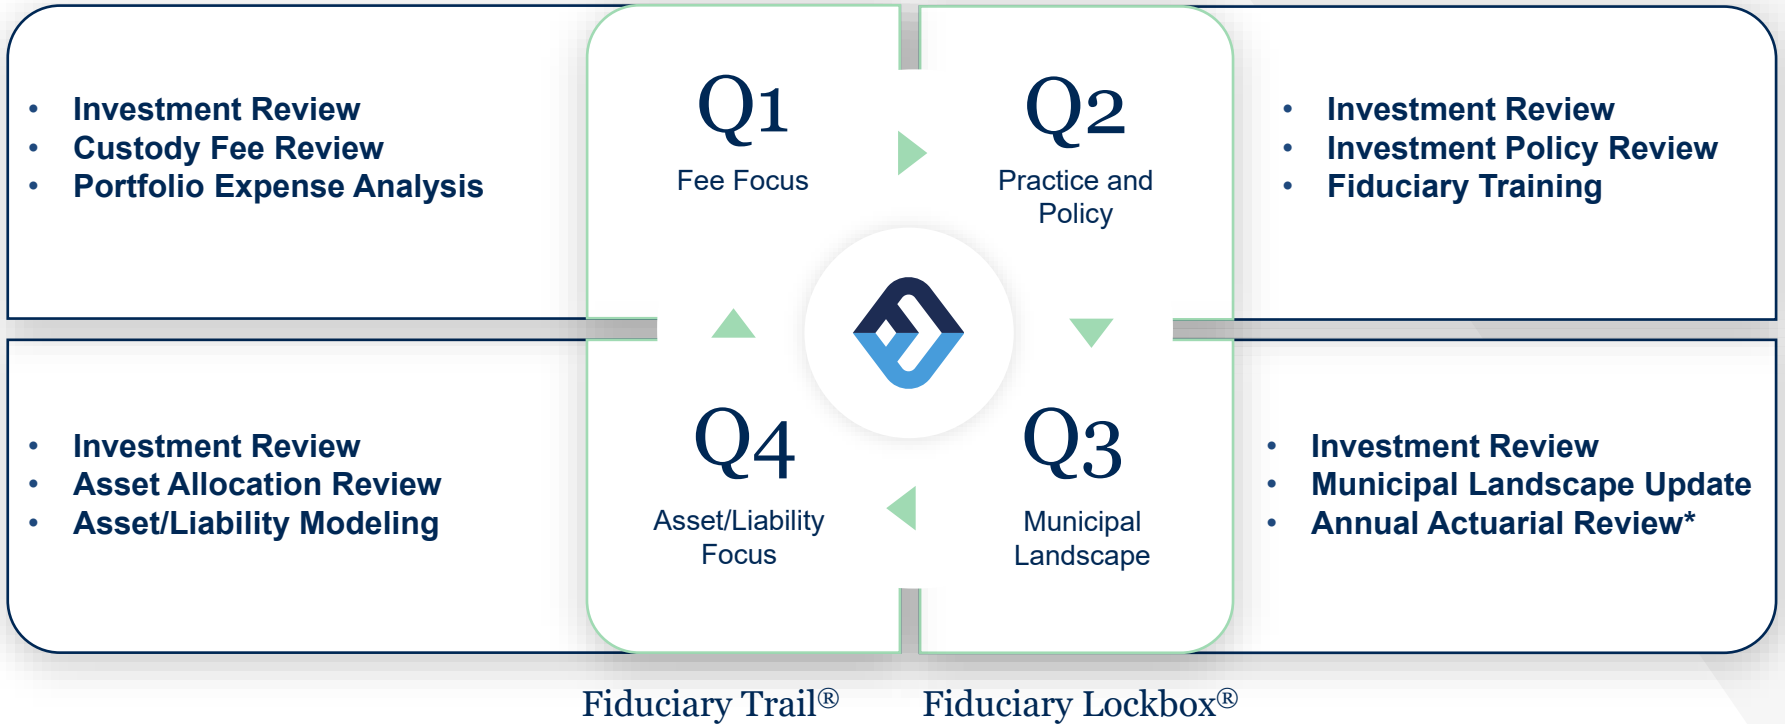 • Investment Review
• Custody Fee Review
• Portfolio Expense Analysis
Q1
Fee Focus
Q2
Practice and
Policy
• Investment Review
• Investment Policy Review
• Fiduciary Training
• Investment Review
• Asset Allocation Review
• Asset/Liability Modeling
Q4
Asset/Liability
Focus
Q3
Municipal
Landscape
• Investment Review
• Municipal Landscape Update
• Annual Actuarial Review*
Fiduciary Trail®
Fiduciary Lockbox®